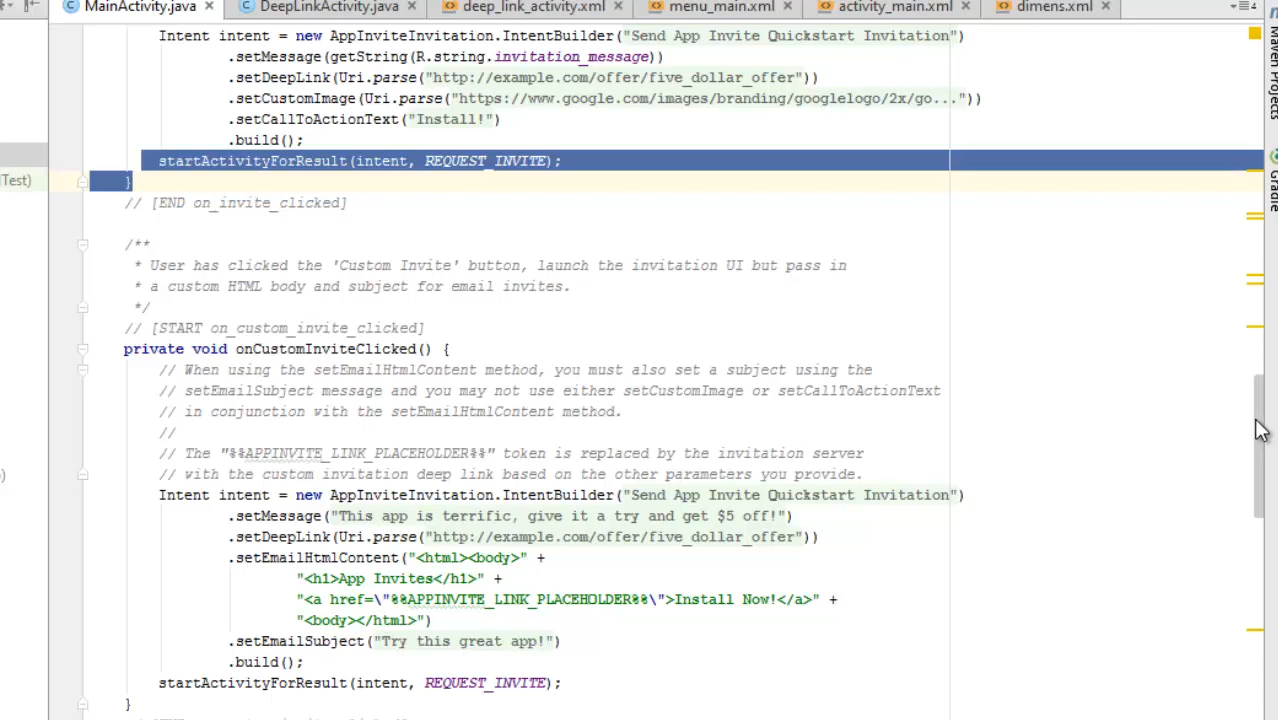 MainActivity.java × DeepLinkActivity.java × deep_link_activity.xml × menu_main.xml × activity_main.xml × dimens.xml ×
Intent intent = new AppInviteInvitation.IntentBuilder("Send App Invite Quickstart Invitation")
.setMessage(getString(R.string.invitation_message))
.setDeepLink(Uri.parse("http://example.com/offer/five_dollar_offer"))
.setCustomImage(Uri.parse("https://www.google.com/images/branding/googlelogo/2x/go..."))
.setCallToActionText("Install!")
.build();
startActivityForResult(intent, REQUEST_INVITE);
}
// [END on_invite_clicked]
/**
* User has clicked the 'Custom Invite' button, launch the invitation UI but pass in
* a custom HTML body and subject for email invites.
*/
// [START on_custom_invite_clicked]
private void onCustomInviteClicked() {
// When using the setEmailHtmlContent method, you must also set a subject using the
// setEmailSubject message and you may not use either setCustomImage or setCallToActionText
// in conjunction with the setEmailHtmlContent method.
//
// The "%%APPINVITE_LINK_PLACEHOLDER%%" token is replaced by the invitation server
// with the custom invitation deep link based on the other parameters you provide.
Intent intent = new AppInviteInvitation.IntentBuilder("Send App Invite Quickstart Invitation")
.setMessage("This app is terrific, give it a try and get $5 off!")
.setDeepLink(Uri.parse("http://example.com/offer/five_dollar_offer"))
.setEmailHtmlContent("<html><body>" +
"<h1>App Invites</h1>" +
"<a href=\"%%APPINVITE_LINK_PLACEHOLDER%%\">Install Now!</a>" +
"<body></html>")
.setEmailSubject("Try this great app!")
.build();
startActivityForResult(intent, REQUEST_INVITE);
}
Test)
Maven Projects
Gradle